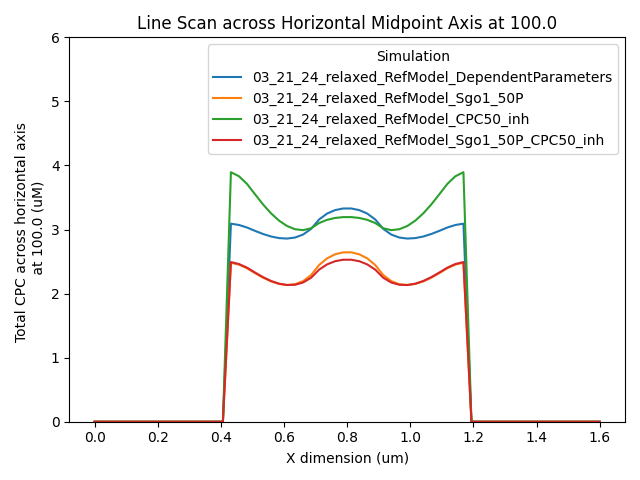 Line Scan across Horizontal Midpoint Axis at 100.0
Total CPC across horizontal axis
at 100.0 (uM)
6
5
4
3
2
1
0
Simulation
03_21_24_relaxed_RefModel_DependentParameters
03_21_24_relaxed_RefModel_Sgo1_50P
03_21_24_relaxed_RefModel_CPC50_inh
03_21_24_relaxed_RefModel_Sgo1_50P_CPC50_inh
0.0 0.2 0.4 0.6 0.8 1.0 1.2 1.4 1.6
X dimension (um)